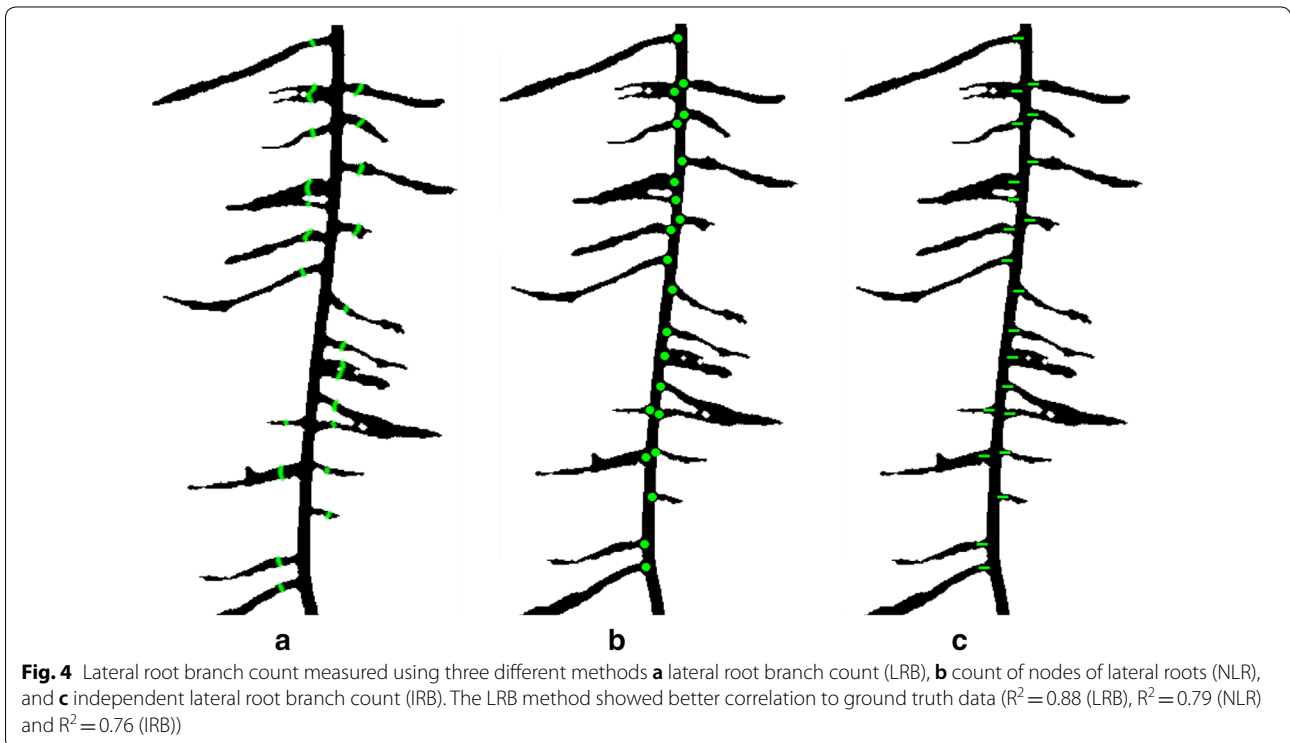 a b c
Fig. 4 Lateral root branch count measured using three different methods a lateral root branch count (LRB), b count of nodes of lateral roots (NLR),
and c independent lateral root branch count (IRB). The LRB method showed better correlation to ground truth data (R² = 0.88 (LRB), R² = 0.79 (NLR)
and R² = 0.76 (IRB))